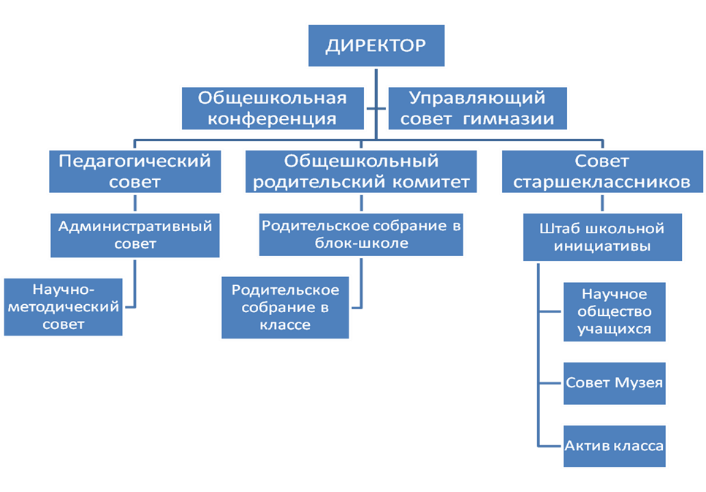 ДИРЕКТОР
Общешкольная
конференция
Управляющий
совет гимназии
Педагогический
совет
Общешкольный
родительский комитет
Совет
старшеклассников
Административный
совет
Родительское собрание в
блок-школе
Штаб школьной
инициативы
Научно-
методический
совет
Родительское
собрание в
классе
Научное
общество
учащихся
Совет Музея
Актив класса